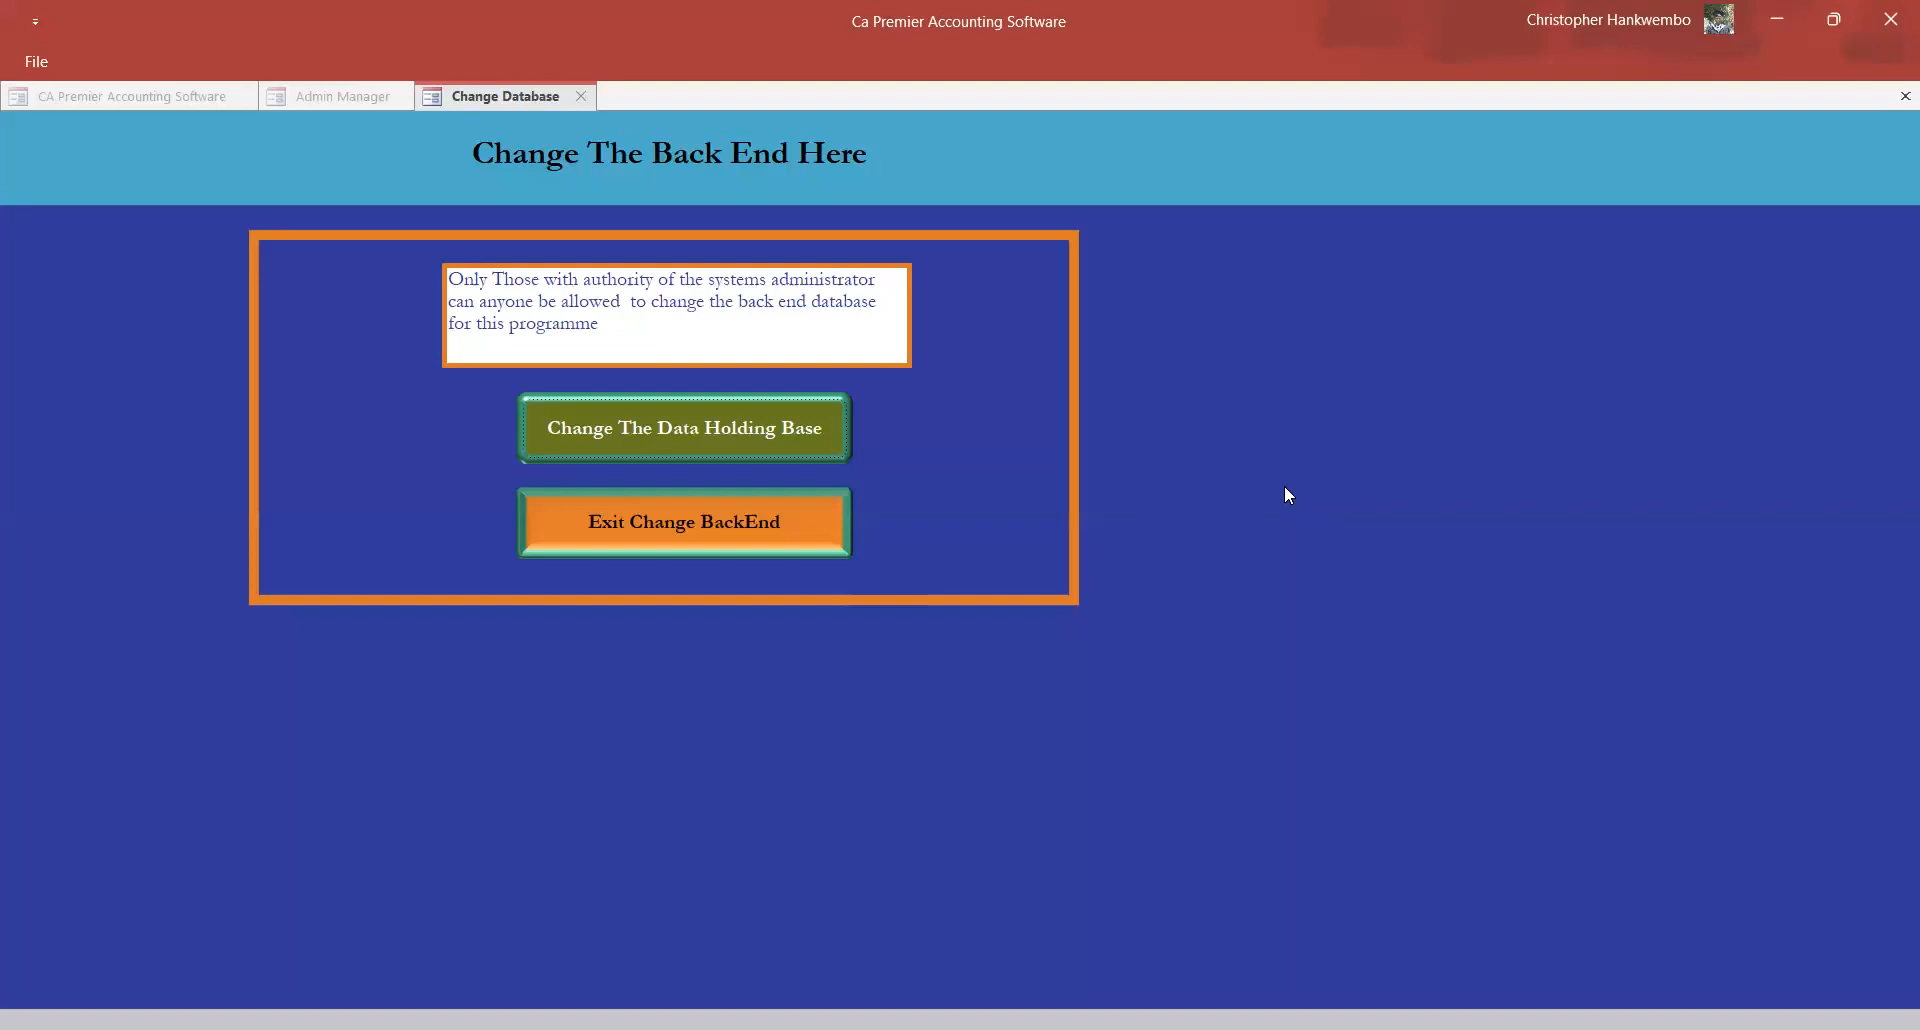 Ca Premier Accounting Software
Christopher Hankwembo
File
CA Premier Accounting Software
Admin Manager
Change Database
Change The Back End Here
Only Those with authority of the systems administrator
can anyone be allowed  to change the back end database
for this programme
Change The Data Holding Base
Exit Change BackEnd